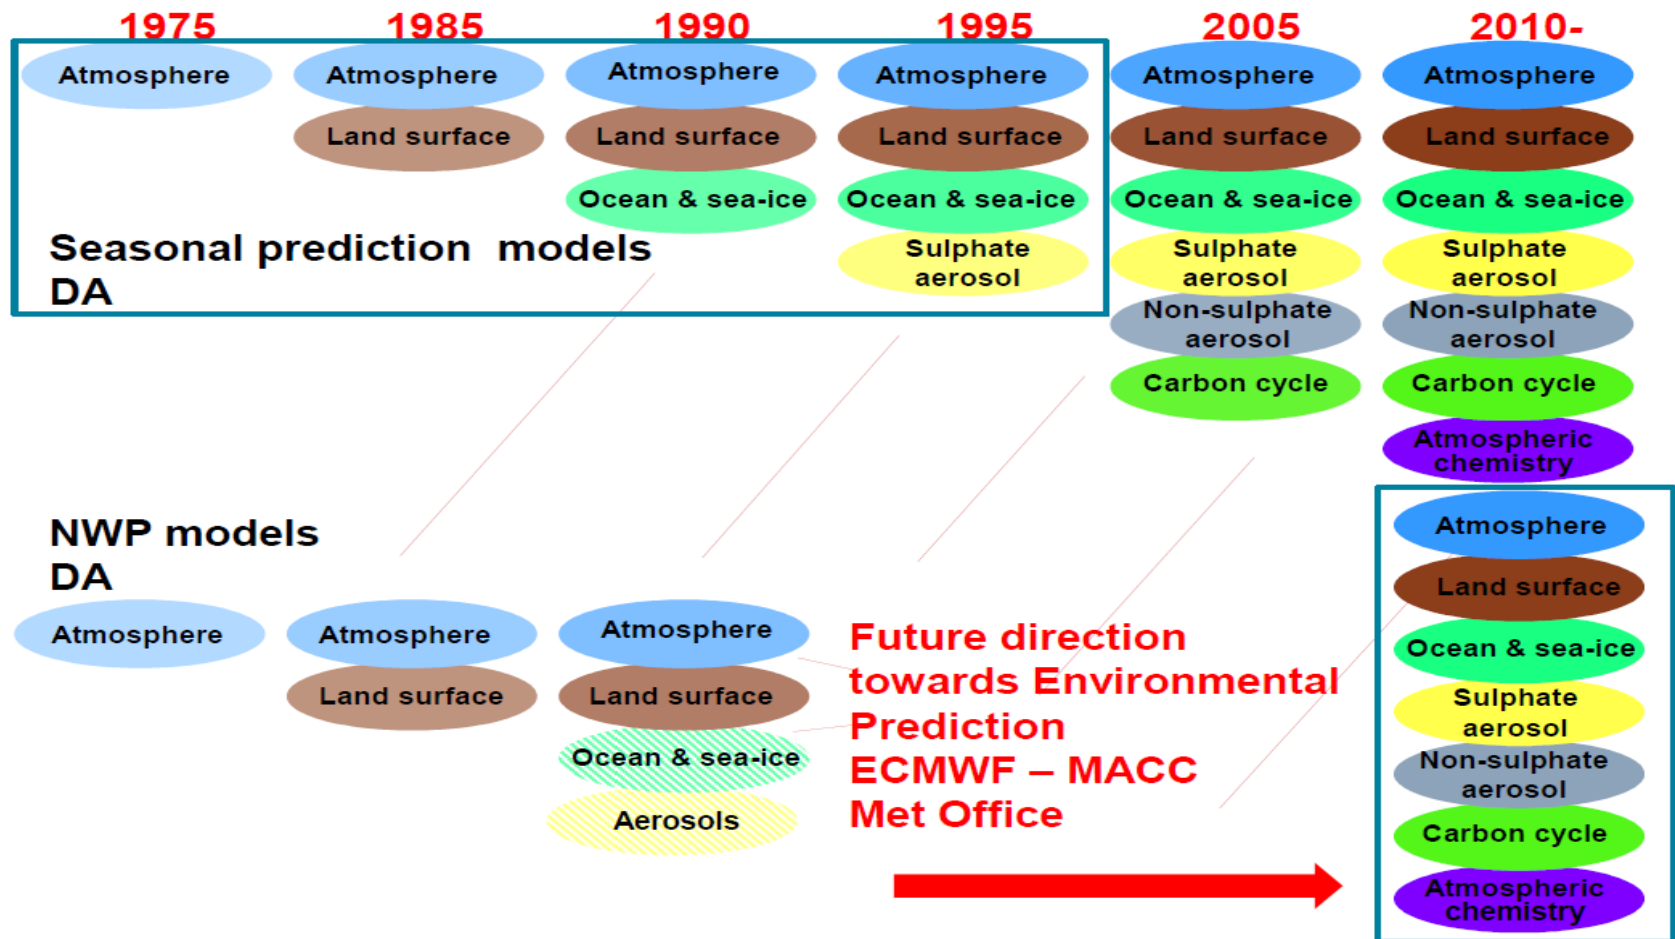 1975 1985 1990 1995 2005 2010-
Atmosphere Atmosphere Atmosphere Atmosphere Atmosphere Atmosphere
Land surface Land surface Land surface Land surface Land surface
Ocean & sea-ice Ocean & sea-ice Ocean & sea-ice Ocean & sea-ice
Seasonal prediction models
DA
Sulphate
aerosol
Sulphate
aerosol
Sulphate
aerosol
Non-sulphate
aerosol
Non-sulphate
aerosol
Carbon cycle Carbon cycle
Atmospheric
chemistry
NWP models
DA
Atmosphere Atmosphere Atmosphere
Land surface Land surface
Ocean & sea-ice
Aerosols
Future direction
towards Environmental
Prediction
ECMWF – MACC
Met Office
Atmosphere
Land surface
Ocean & sea-ice
Sulphate
aerosol
Non-sulphate
aerosol
Carbon cycle
Atmospheric
chemistry